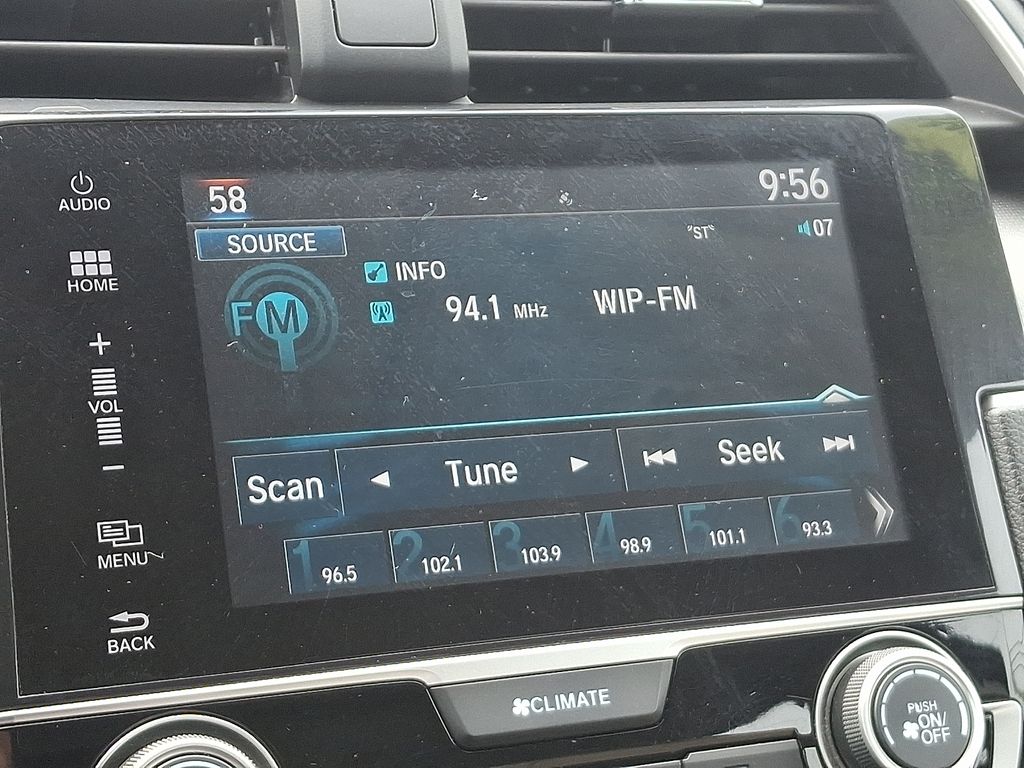 AUDIO
HOME
+
VOL
−
MENU
BACK
58
9:56
SOURCE
"ST"
07
FM
INFO
94.1 MHz WIP-FM
Scan
Tune
Seek
1 96.5
2 102.1
3 103.9
4 98.9
5 101.1
6 93.3
CLIMATE
PUSH
ON/
OFF